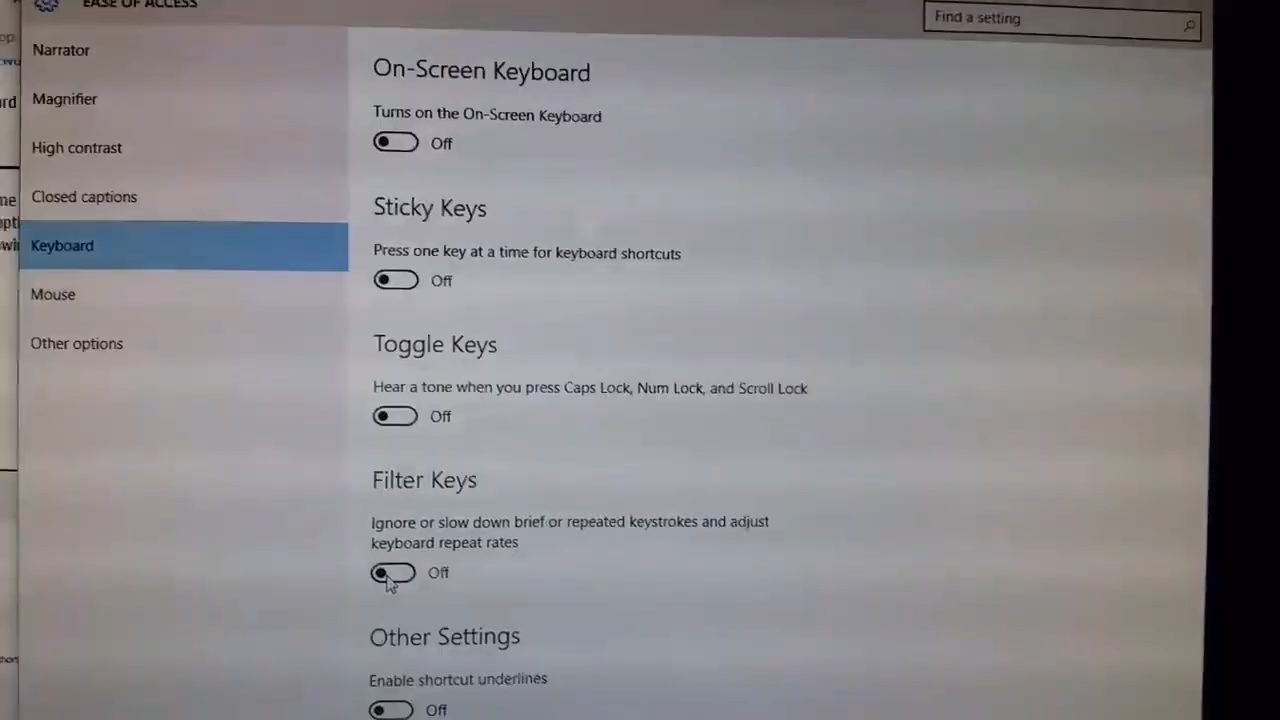 EASE OF ACCESS
Find a setting
Narrator
Magnifier
High contrast
Closed captions
Keyboard
Mouse
Other options
On-Screen Keyboard
Turns on the On-Screen Keyboard
Off
Sticky Keys
Press one key at a time for keyboard shortcuts
Off
Toggle Keys
Hear a tone when you press Caps Lock, Num Lock, and Scroll Lock
Off
Filter Keys
Ignore or slow down brief or repeated keystrokes and adjust
keyboard repeat rates
Off
Other Settings
Enable shortcut underlines
Off